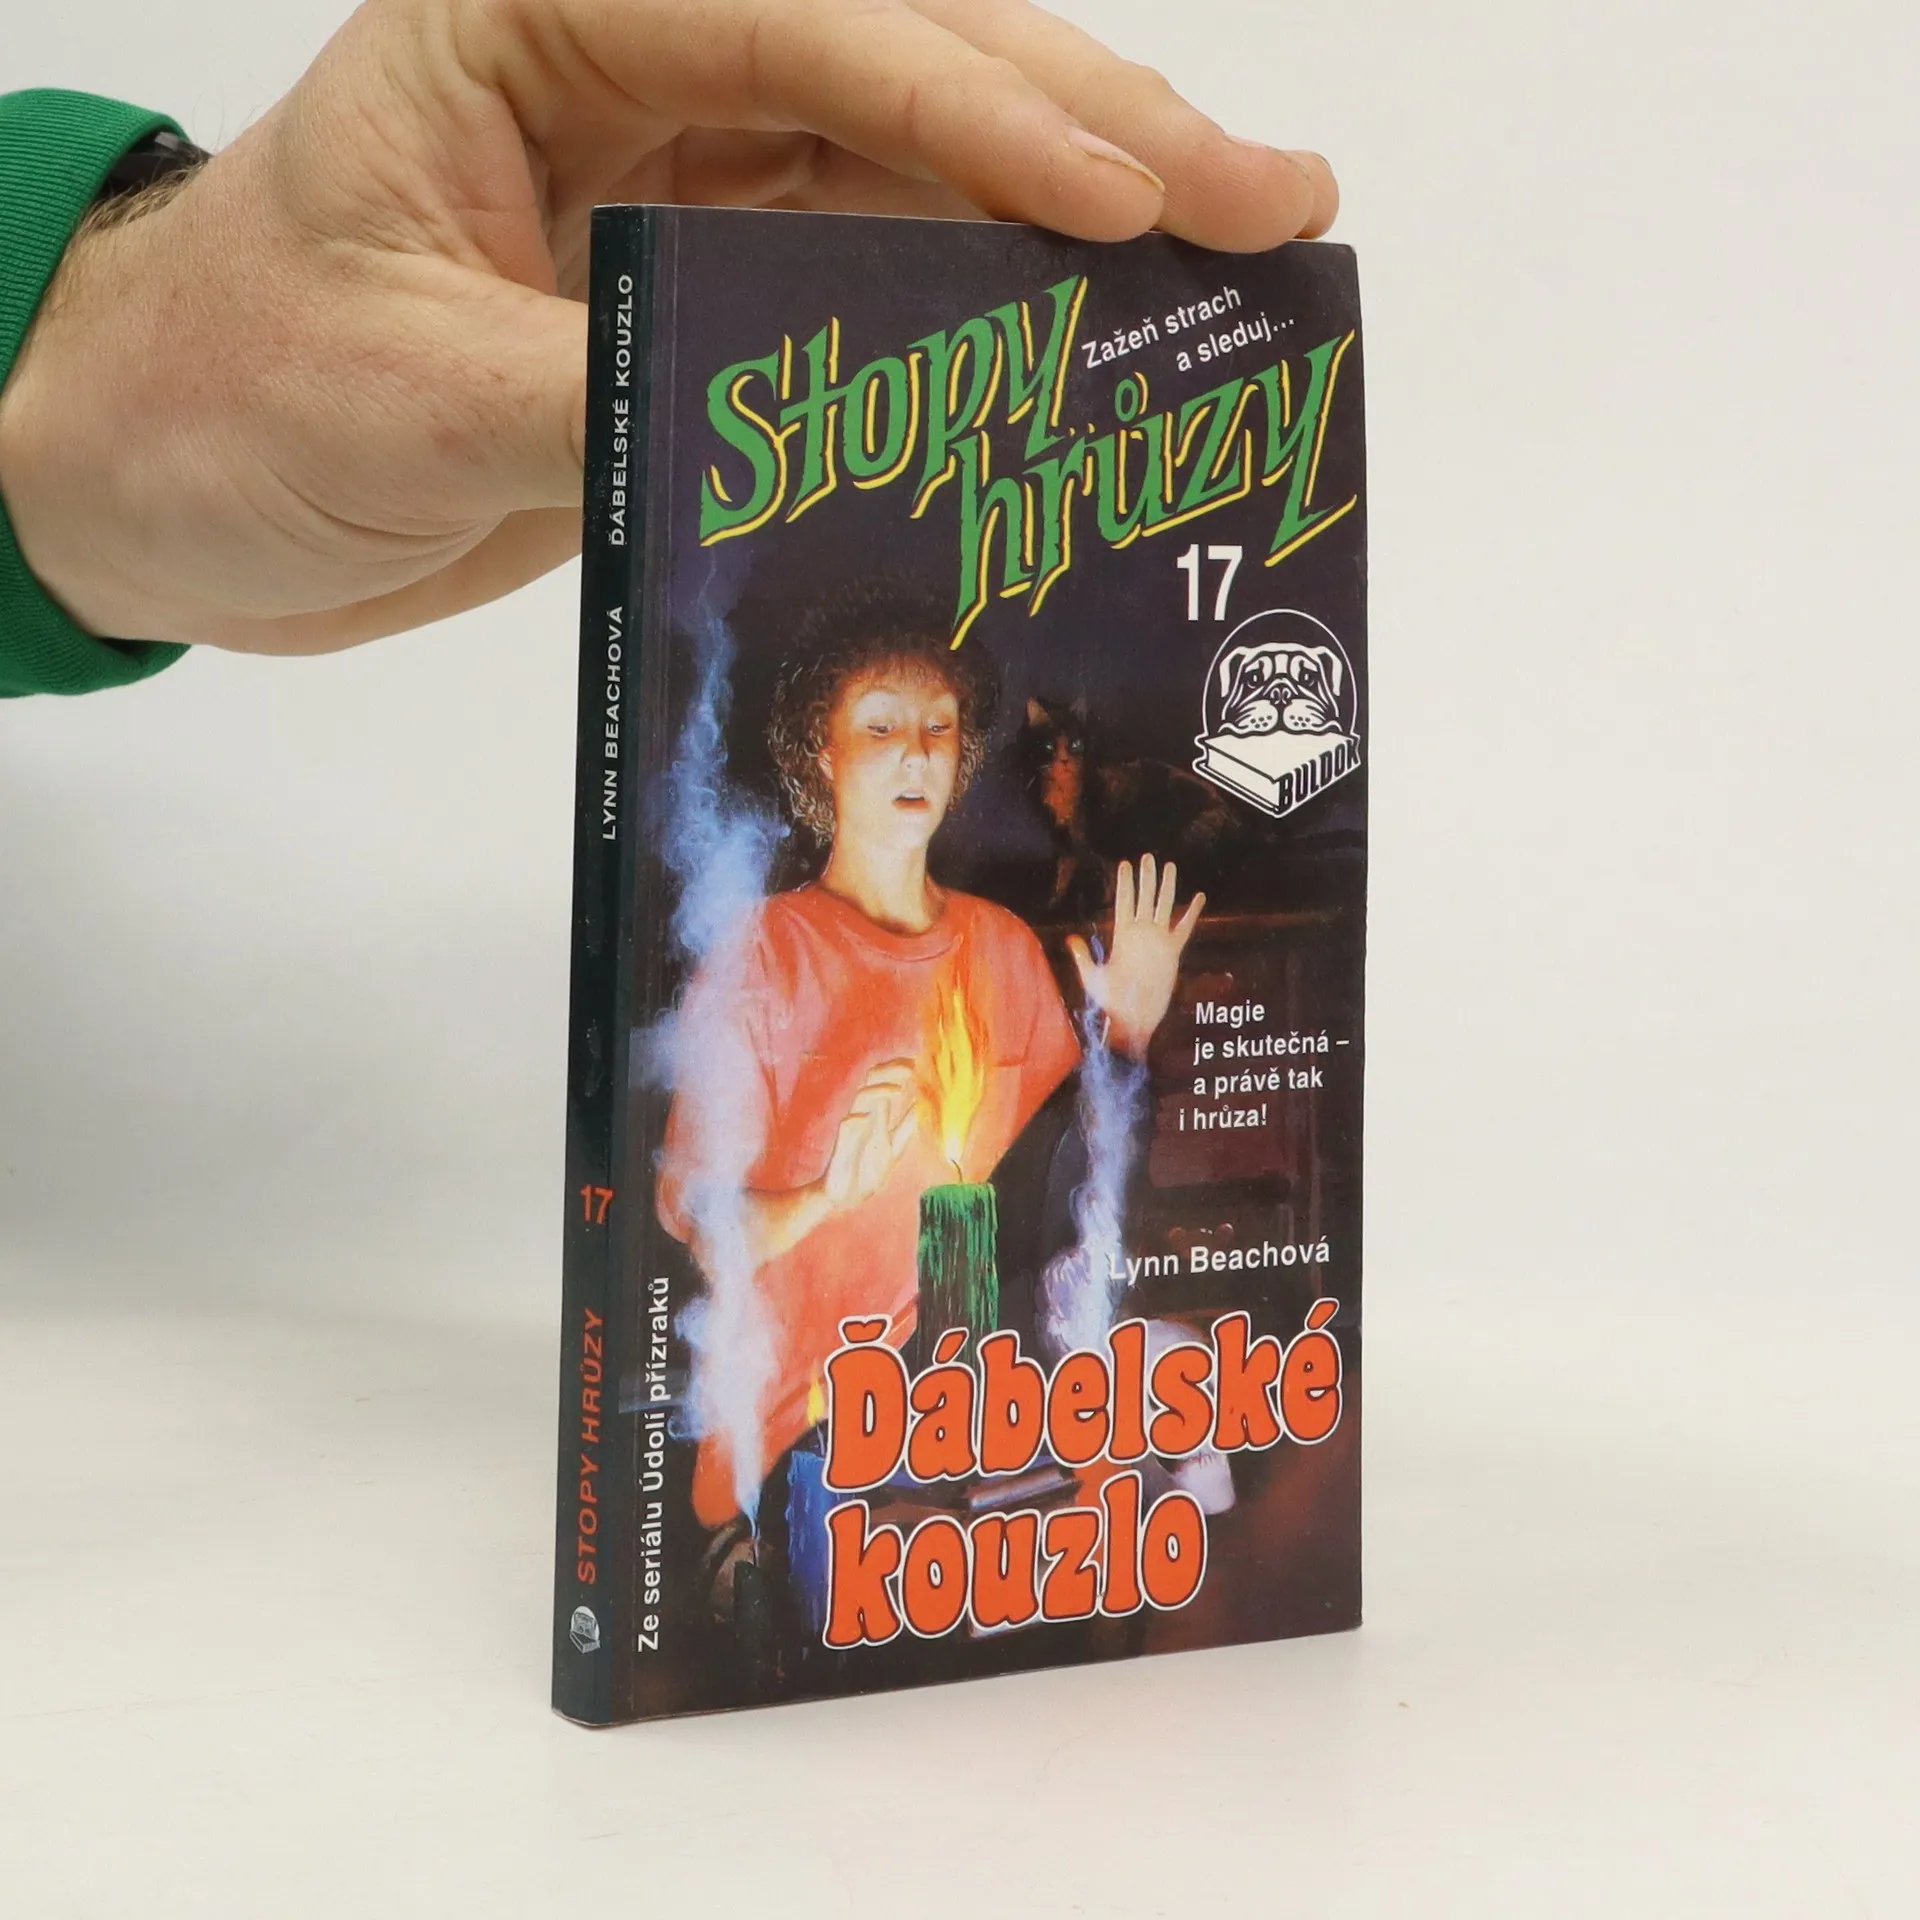 Zažeň strach
a sleduj...
Stopy
hrůzy
17
BULDOK
Magie
je skutečná –
a právě tak
i hrůza!
Lynn Beachová
Ďábelské
kouzlo
Ze seriálu Údolí přízraků
STOPY HRŮZY 17 LYNN BEACHOVÁ ĎÁBELSKÉ KOUZLO